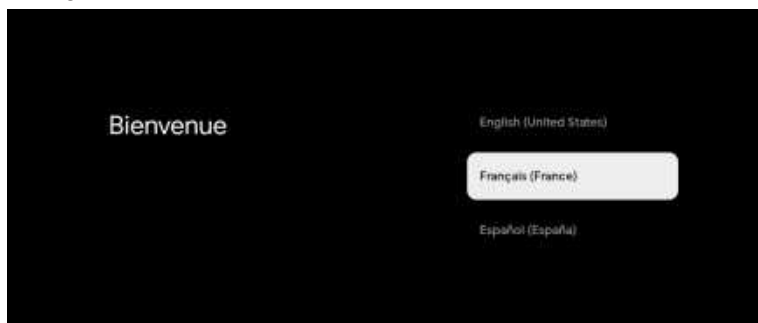 Bienvenue
English (United States)
Français (France)
Español (España)